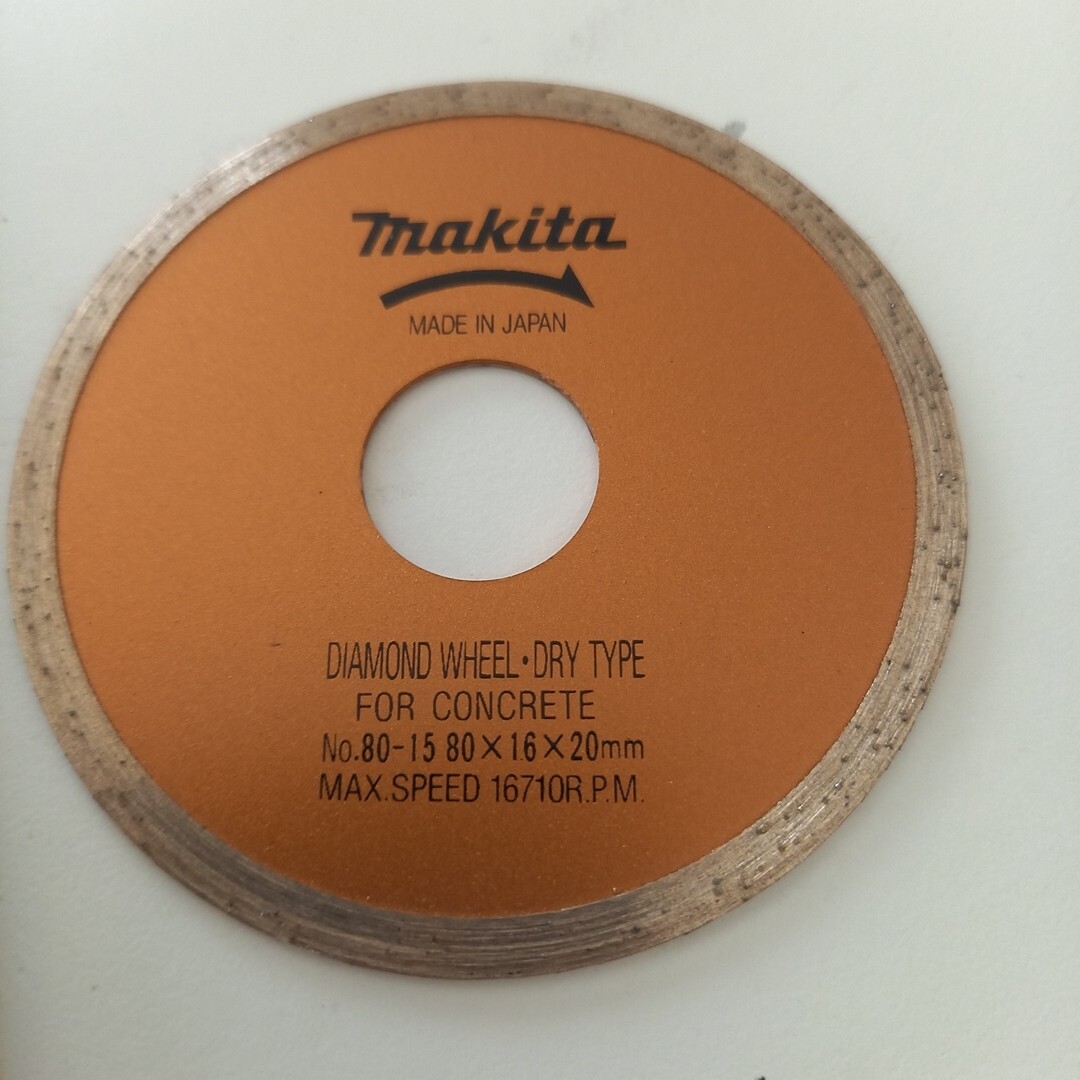 makita
MADE IN JAPAN
DIAMOND WHEEL・DRY TYPE
FOR CONCRETE
No.80-15 80×1.6×20mm
MAX.SPEED 16710R.P.M.